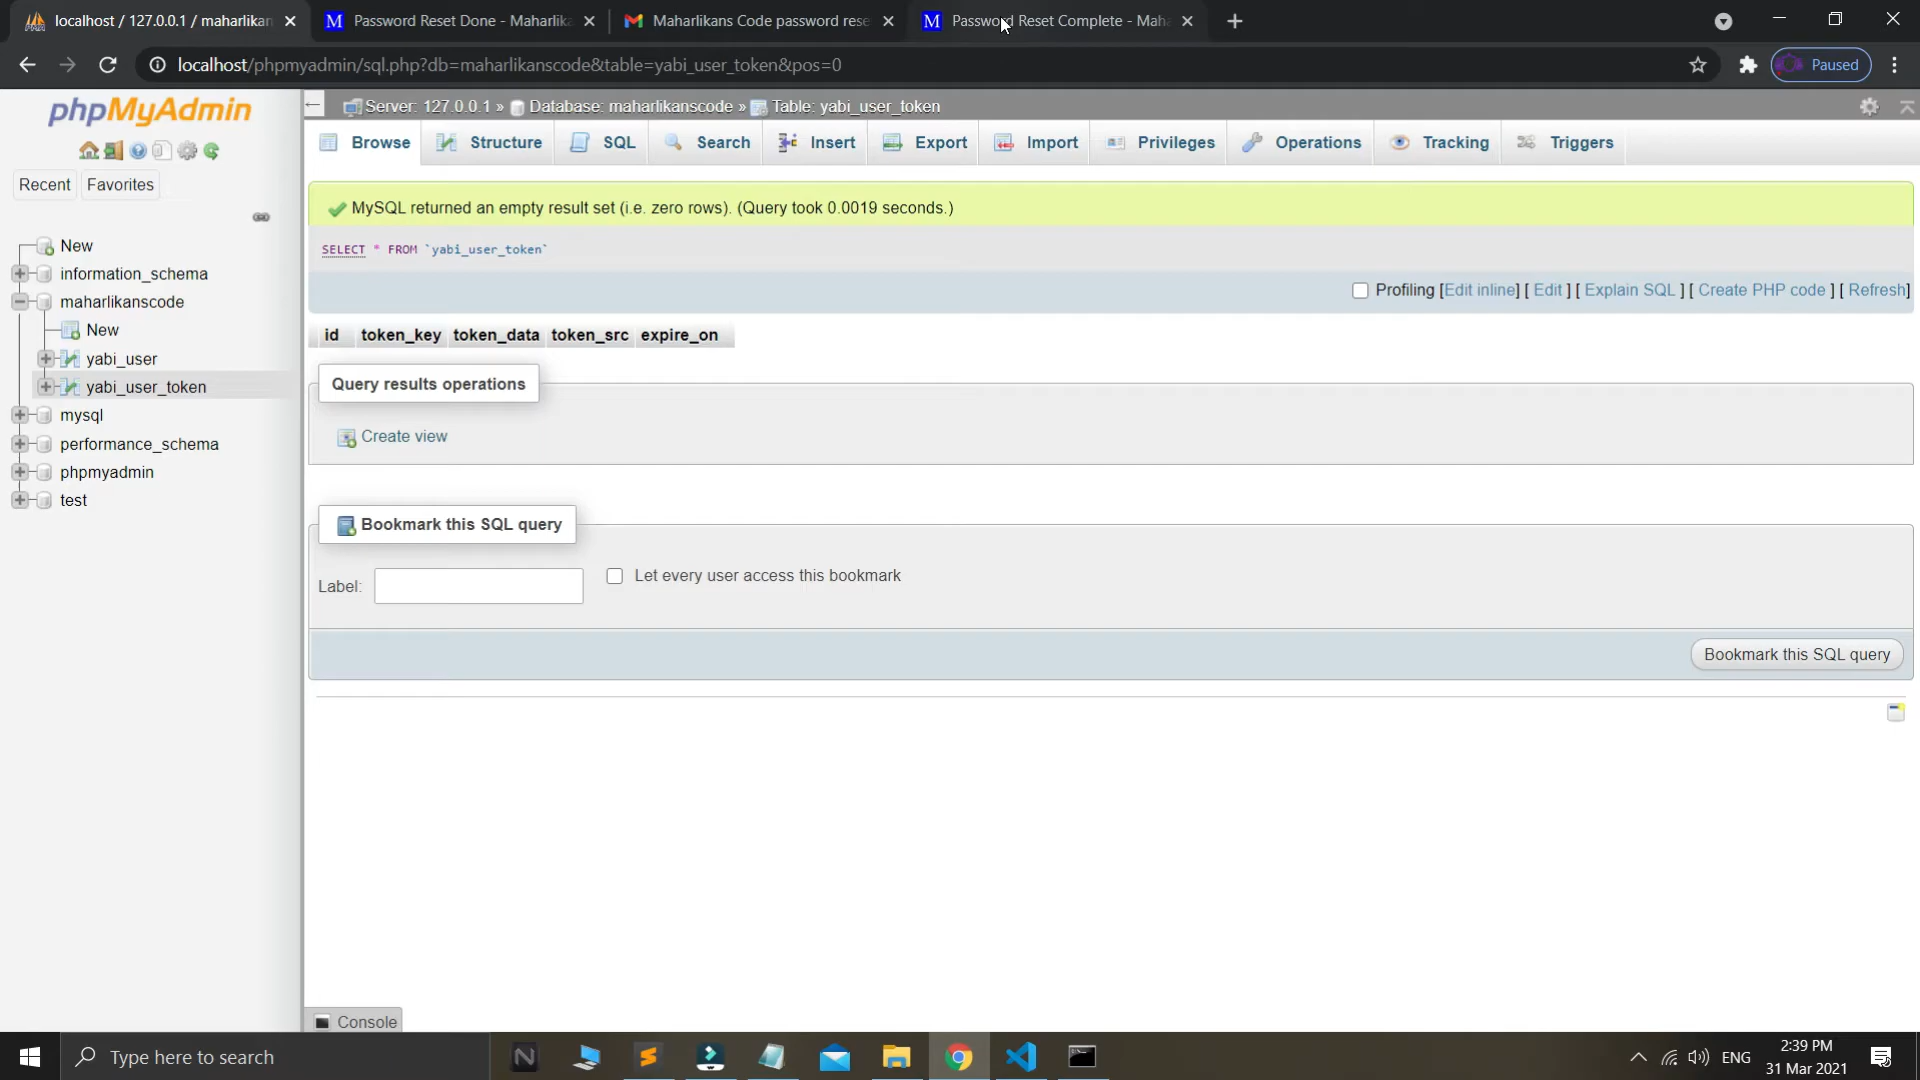 localhost / 127.0.0.1 / maharlikan
Password Reset Done - Maharlika
Maharlikans Code password rese
Password Reset Complete - Maha
localhost/phpmyadmin/sql.php?db=maharlikanscode&table=yabi_user_token&pos=0
Paused
phpMyAdmin
Server: 127.0.0.1 » Database: maharlikanscode » Table: yabi_user_token
Browse
Structure
SQL
Search
Insert
Export
Import
Privileges
Operations
Tracking
Triggers
Recent
Favorites
New
information_schema
maharlikanscode
New
yabi_user
yabi_user_token
mysql
performance_schema
phpmyadmin
test
MySQL returned an empty result set (i.e. zero rows). (Query took 0.0019 seconds.)
SELECT * FROM `yabi_user_token`
Profiling [Edit inline] [ Edit ] [ Explain SQL ] [ Create PHP code ] [ Refresh]
id token_key token_data token_src expire_on
Query results operations
Create view
Bookmark this SQL query
Label:
Let every user access this bookmark
Bookmark this SQL query
Console
Type here to search
ENG
2:39 PM
31 Mar 2021